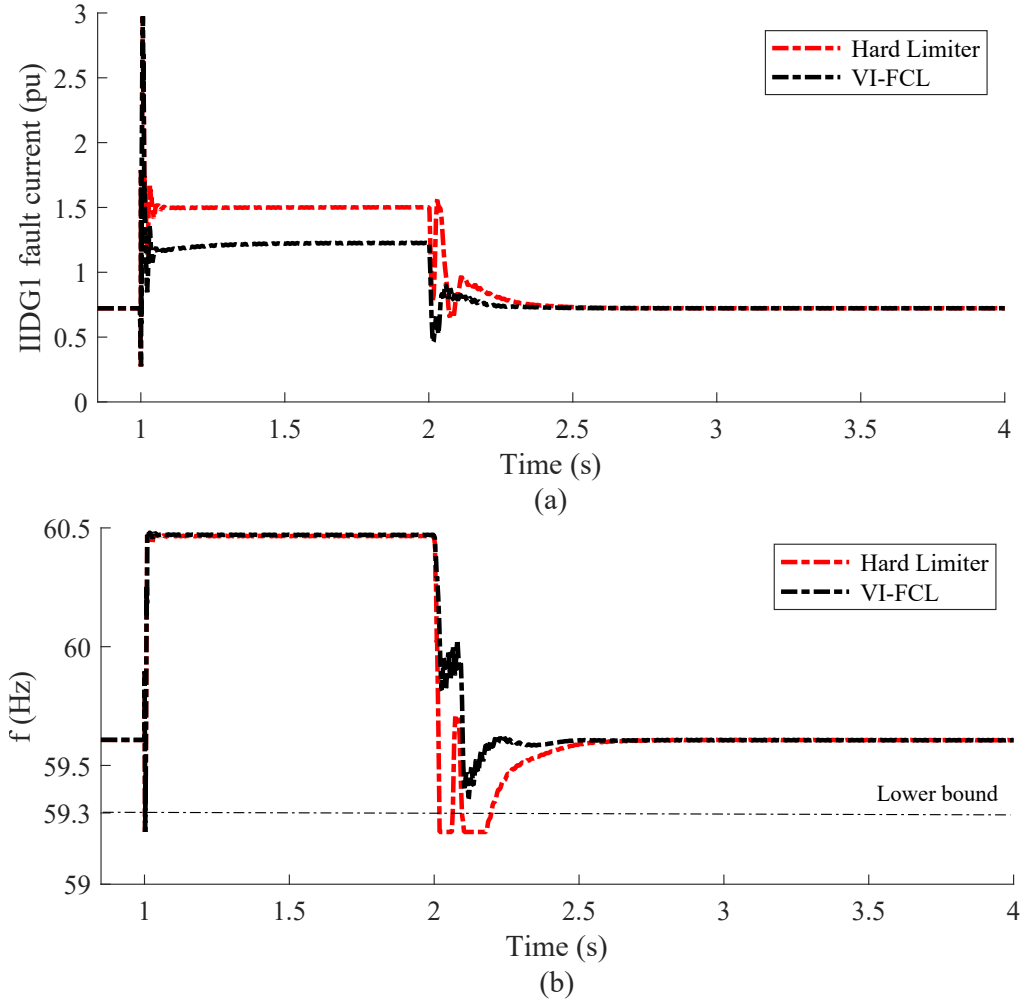 3
2.5
2
1.5
1
0.5
0
IIDG1 fault current (pu)
Hard Limiter
VI-FCL
1 1.5 2 2.5 3 3.5 4
Time (s)
(a)
60.5
60
59.5
59.3
59
f (Hz)
Hard Limiter
VI-FCL
Lower bound
1 1.5 2 2.5 3 3.5 4
Time (s)
(b)